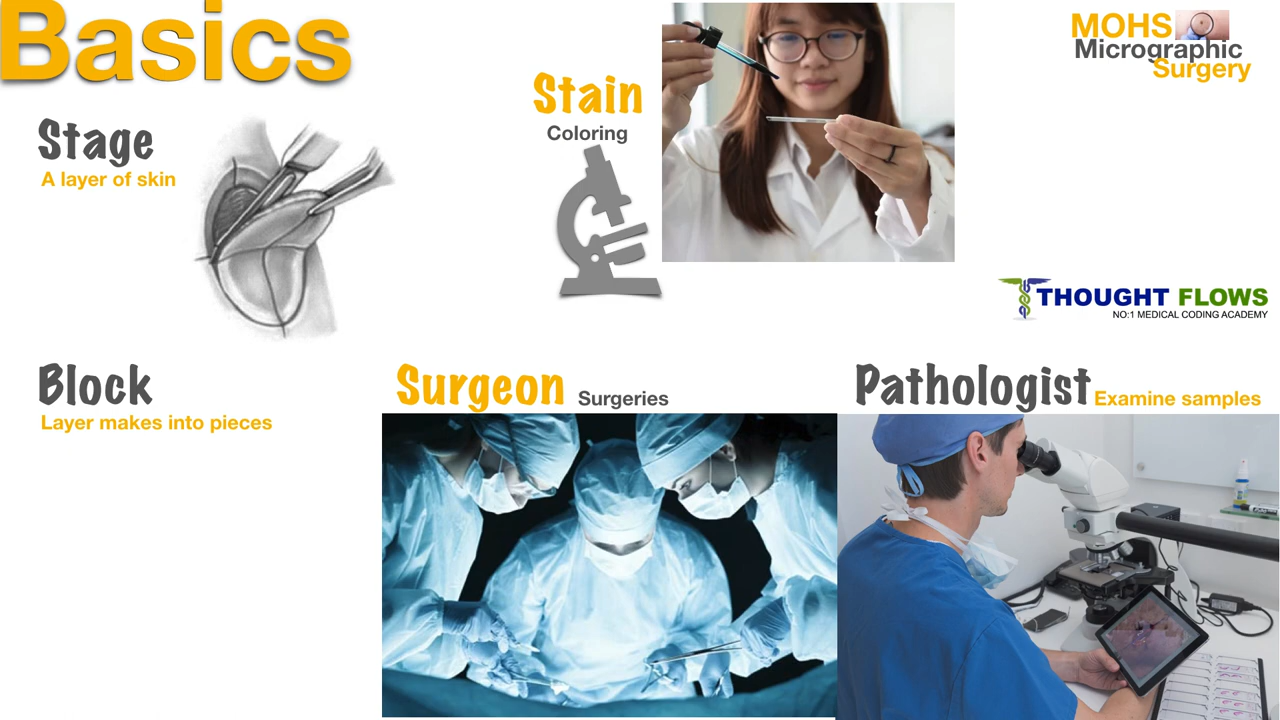 Basics
MOHS
Micrographic
Surgery
Stain
Coloring
Stage
A layer of skin
THOUGHT FLOWS
NO:1 MEDICAL CODING ACADEMY
Block
Layer makes into pieces
Surgeon Surgeries
Pathologist Examine samples